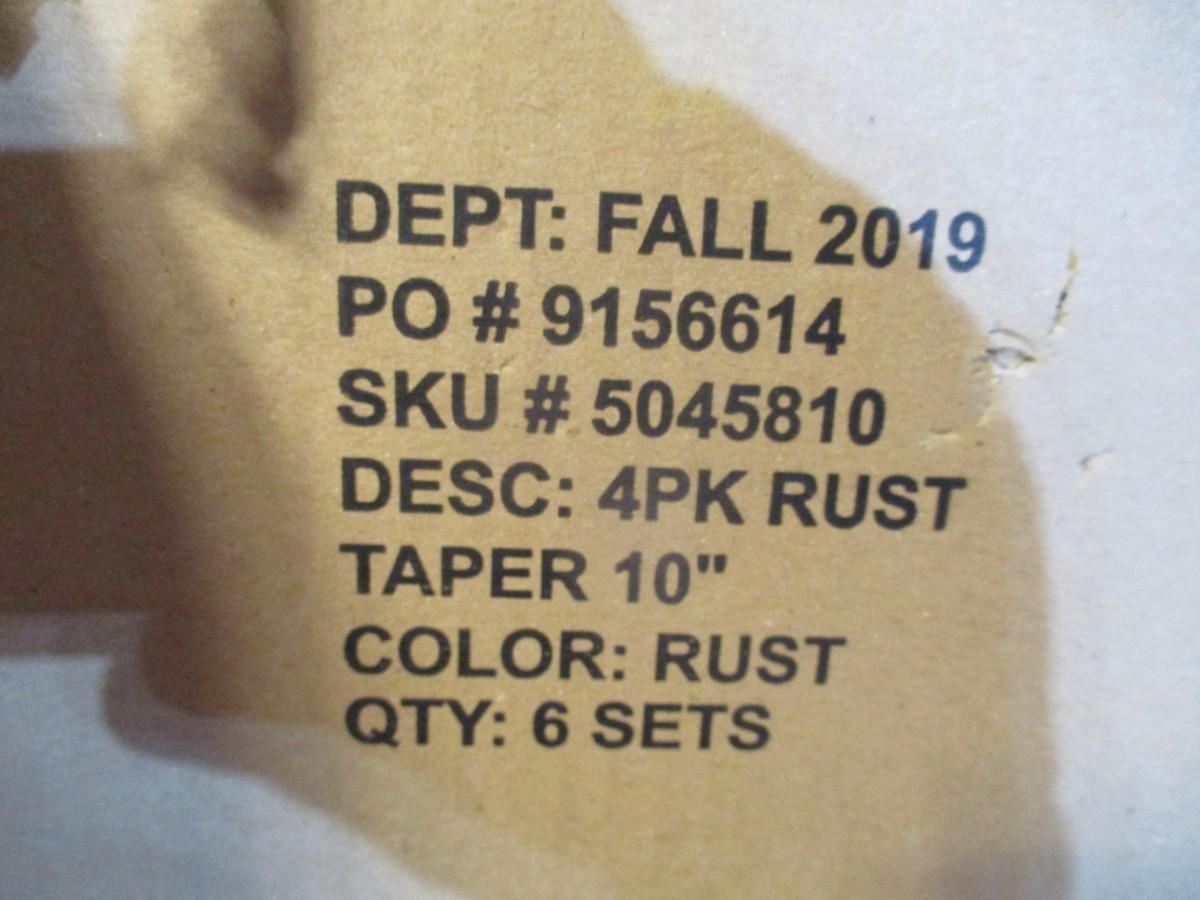 DEPT: FALL 2019
PO # 9156614
SKU # 5045810
DESC: 4PK RUST
TAPER 10"
COLOR: RUST
QTY: 6 SETS